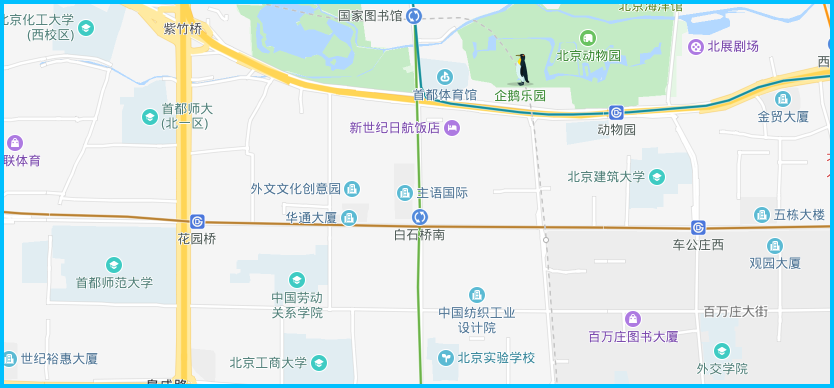 北京化工大学
(西校区)
紫竹桥
国家图书馆
北京海洋馆
北京动物园
北展剧场
西
首都体育馆
企鹅乐园
首都师大
(北一区)
新世纪日航饭店
动物园
金贸大厦
联体育
外文文化创意园
主语国际
北京建筑大学
华通大厦
五栋大楼
花园桥
白石桥南
车公庄西
观园大厦
首都师范大学
中国劳动
关系学院
中国纺织工业
设计院
百万庄大街
百万庄图书大厦
世纪裕惠大厦
北京工商大学
北京实验学校
外交学院
阜成路